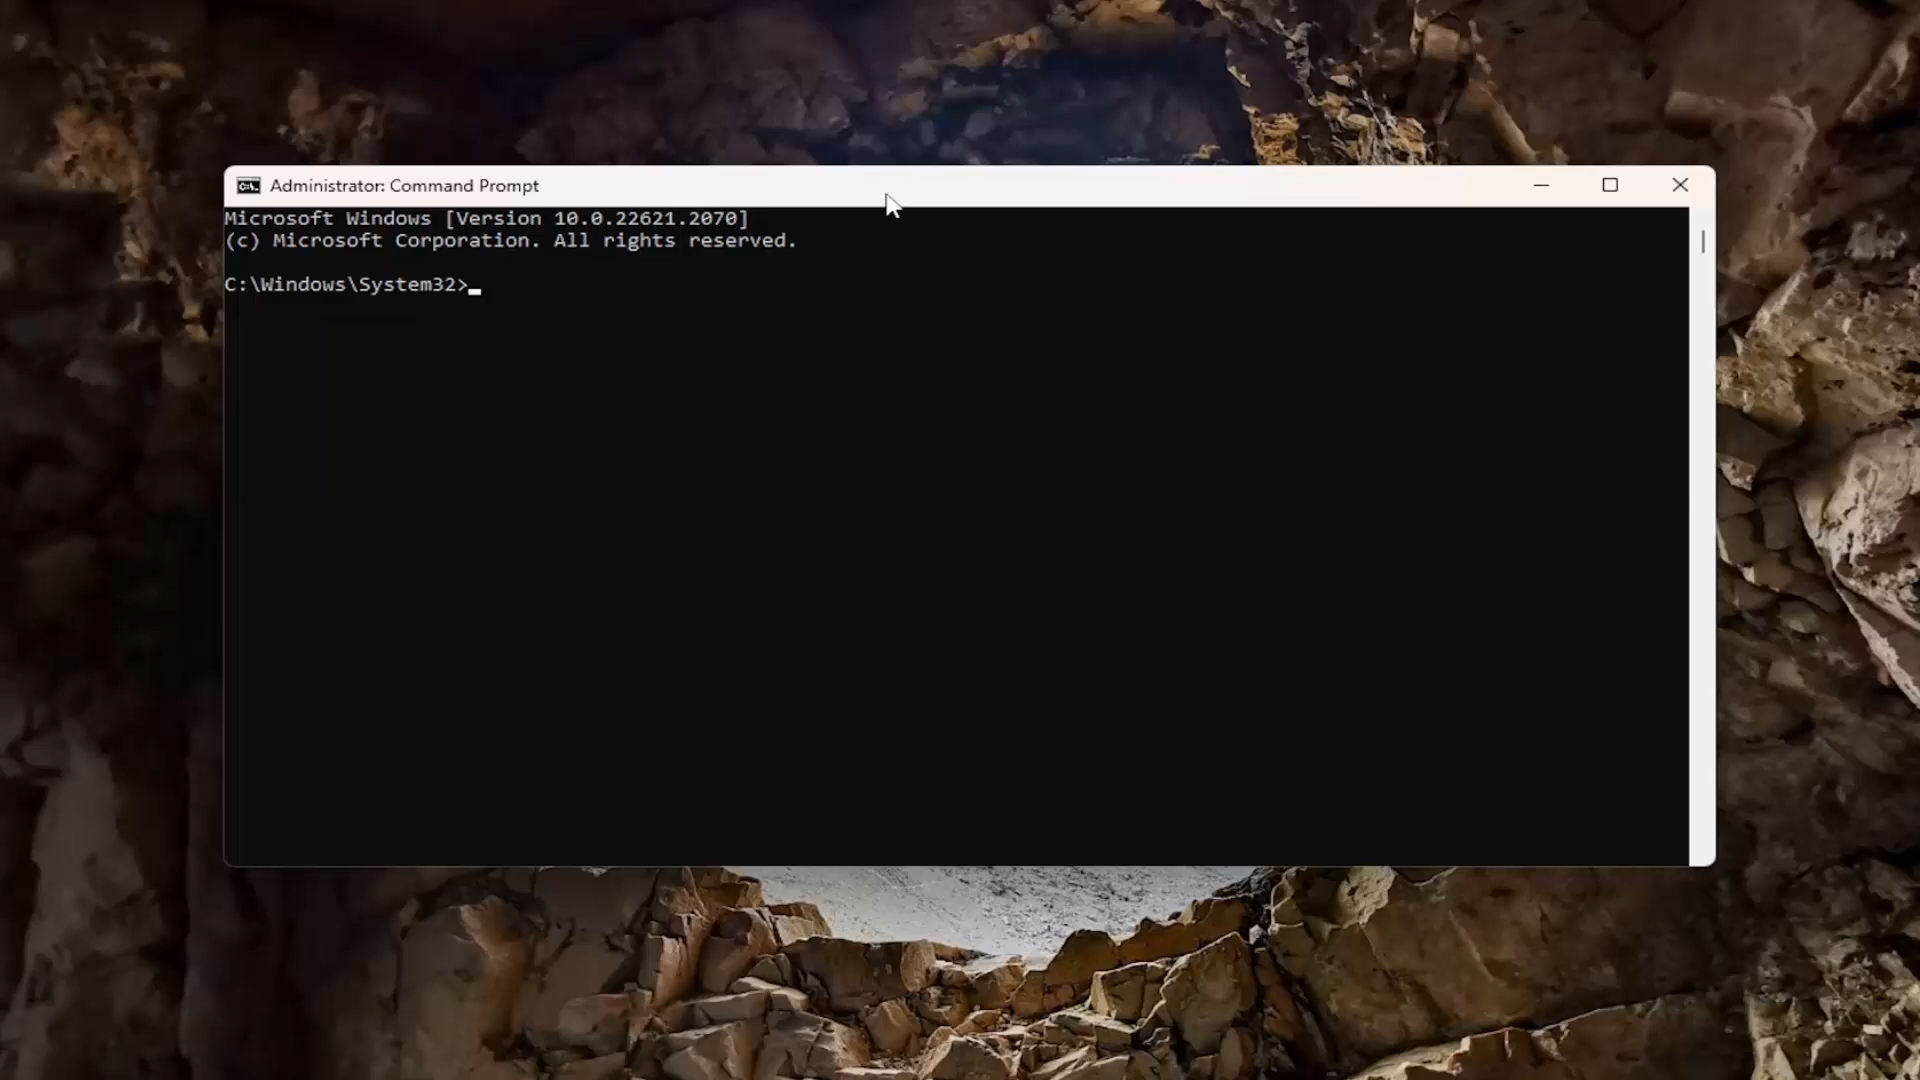 Administrator: Command Prompt
Microsoft Windows [Version 10.0.22621.2070]
(c) Microsoft Corporation. All rights reserved.
C:\Windows\System32>